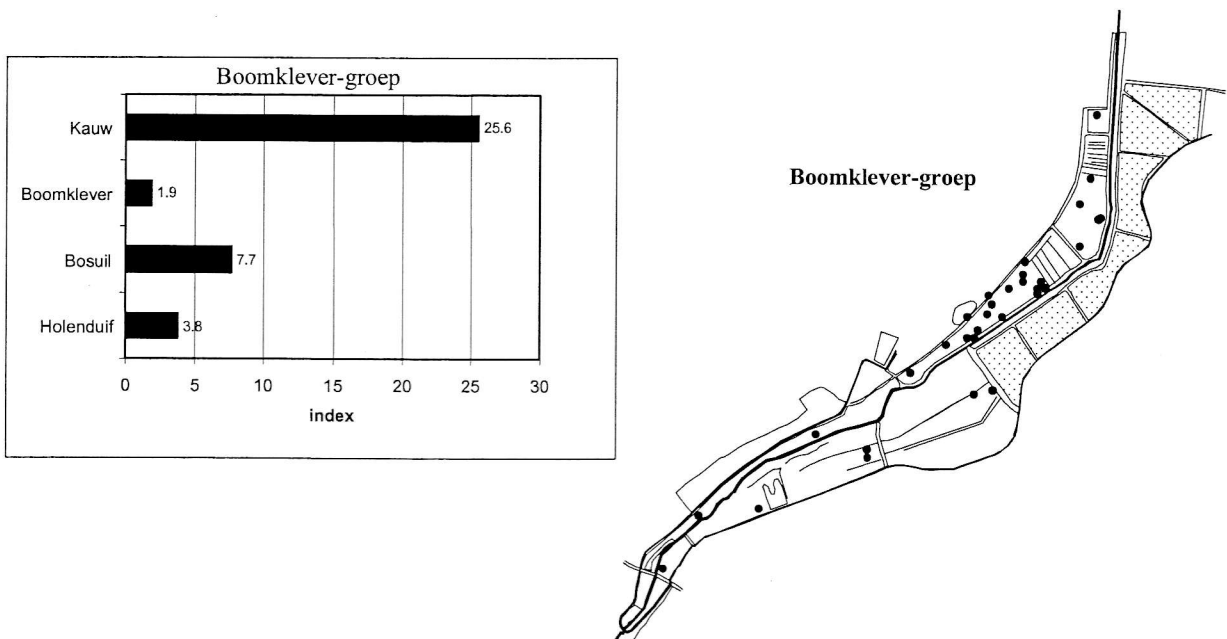 Boomklever-groep
Kauw
25.6
Boomklever
1.9
Bosuil
7.7
Holenduif
3.8
0 5 10 15 20 25 30
index
Boomklever-groep